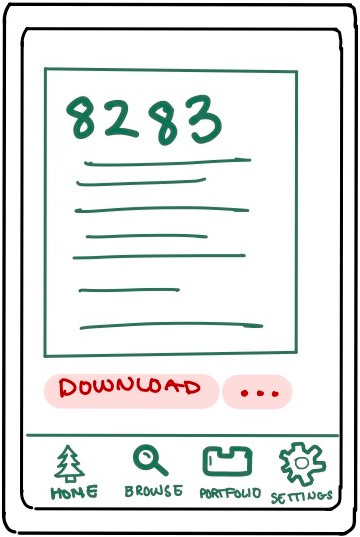 8283
DOWNLOAD ...
HOME BROWSE PORTFOLIO SETTINGS